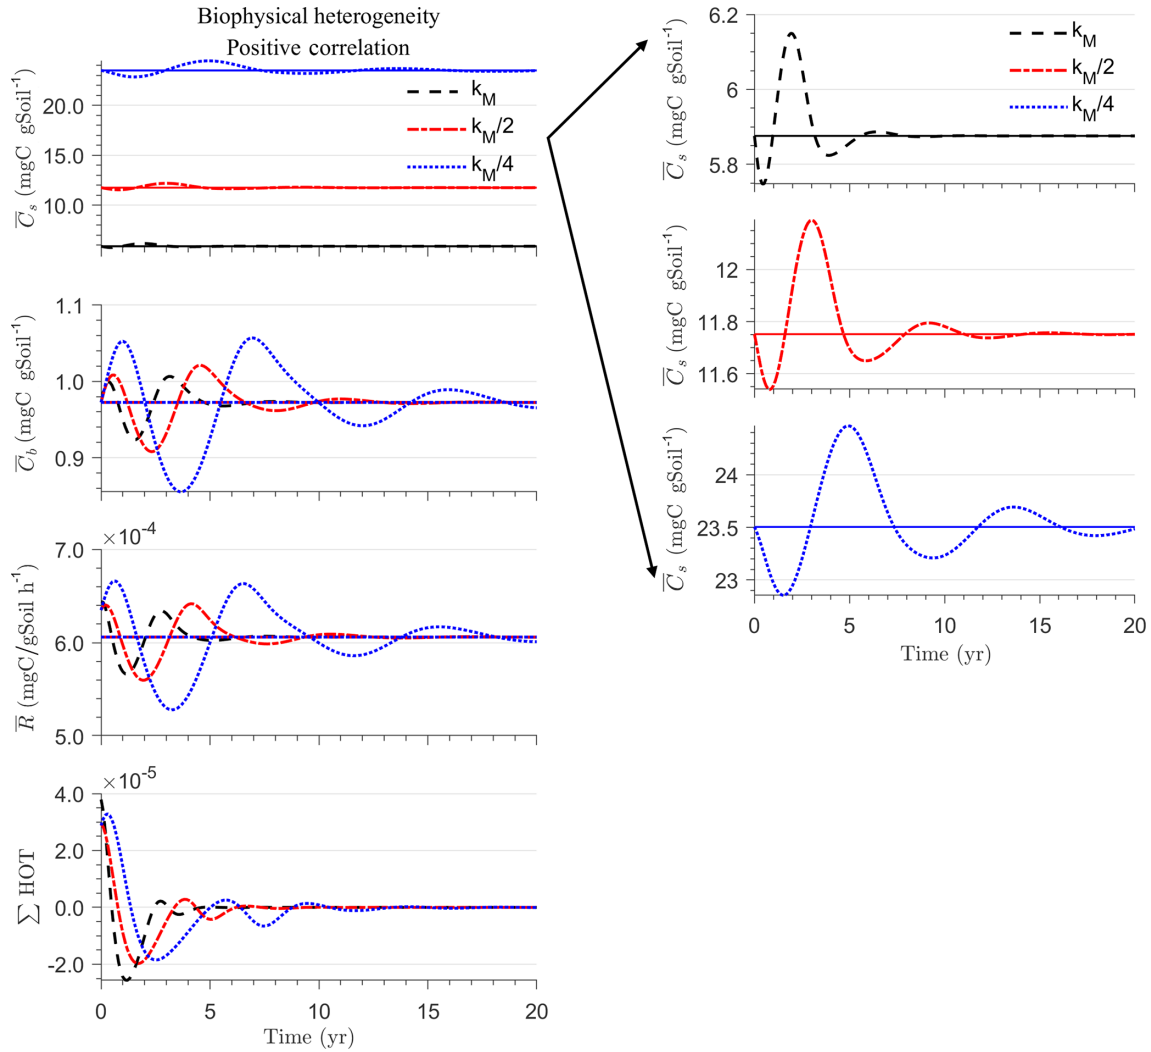 Biophysical heterogeneity
Positive correlation
C̅s (mgC gSoil⁻¹)
20.0
15.0
10.0
kM
kM/2
kM/4
C̅b (mgC gSoil⁻¹)
1.1
1.0
0.9
×10⁻⁴
R̅ (mgC/gSoil h⁻¹)
7.0
6.0
5.0
×10⁻⁵
∑ HOT
4.0
2.0
0.0
-2.0
0 5 10 15 20
Time (yr)
C̅s (mgC gSoil⁻¹)
6.2
6
5.8
kM
kM/2
kM/4
C̅s (mgC gSoil⁻¹)
12
11.8
11.6
C̅s (mgC gSoil⁻¹)
24
23.5
23
0 5 10 15 20
Time (yr)